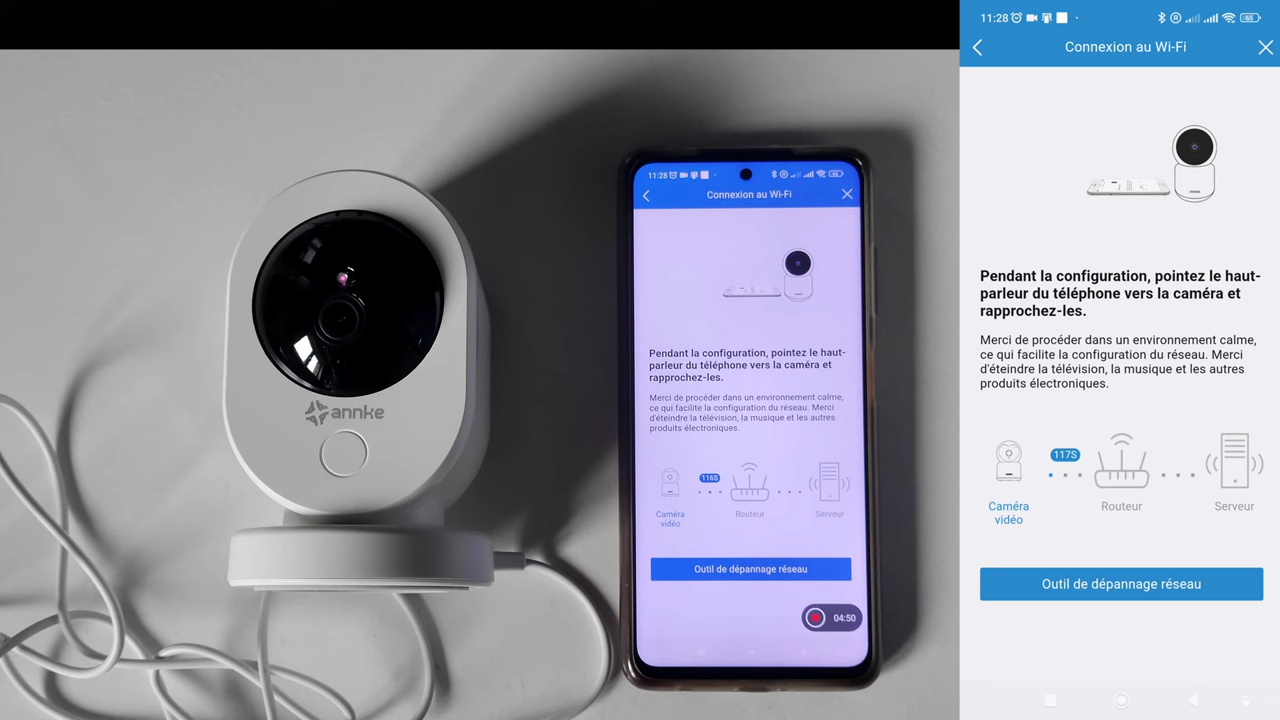 annke
11:28
Connexion au Wi-Fi
Pendant la configuration, pointez le haut-
parleur du téléphone vers la caméra et
rapprochez-les.
Merci de procéder dans un environnement calme,
ce qui facilite la configuration du réseau. Merci
d'éteindre la télévision, la musique et les autres
produits électroniques.
116S
Caméra
vidéo
Routeur
Serveur
Outil de dépannage réseau
04:50
11:28
65
Connexion au Wi-Fi
Pendant la configuration, pointez le haut-
parleur du téléphone vers la caméra et
rapprochez-les.
Merci de procéder dans un environnement calme,
ce qui facilite la configuration du réseau. Merci
d'éteindre la télévision, la musique et les autres
produits électroniques.
117S
Caméra
vidéo
Routeur
Serveur
Outil de dépannage réseau